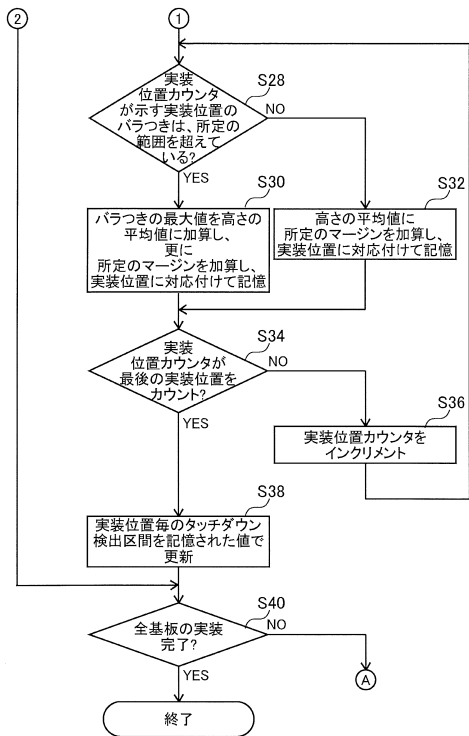 ②
①
S28
実装
位置カウンタ
が示す実装位置の
バラつきは、所定の
範囲を超えて
いる?
NO
YES
S30
バラつきの最大値を高さの
平均値に加算し、
更に
所定のマージンを加算し、
実装位置に対応付けて記憶
S32
高さの平均値に
所定のマージンを加算し、
実装位置に対応付けて記憶
S34
実装
位置カウンタが
最後の実装位置を
カウント?
NO
YES
S36
実装位置カウンタを
インクリメント
S38
実装位置毎のタッチダウン
検出区間を記憶された値で
更新
S40
全基板の実装
完了?
NO
YES
Ⓐ
終了